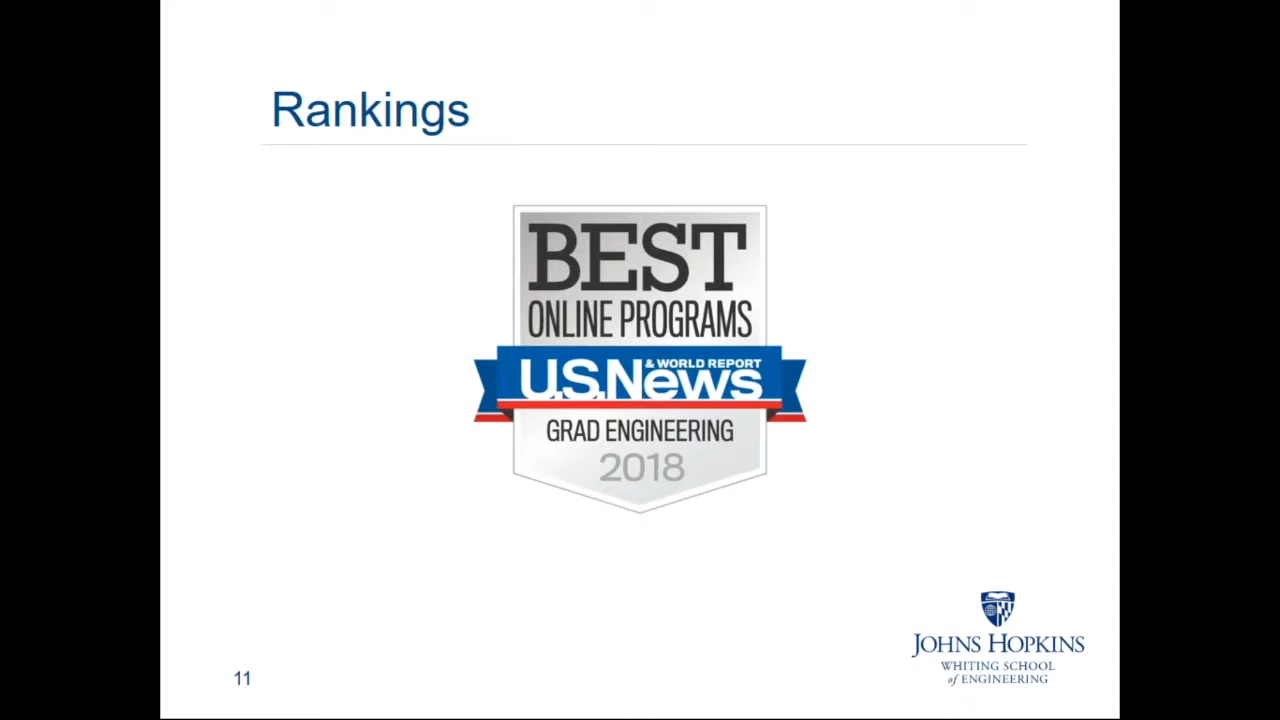 Rankings
BEST
ONLINE PROGRAMS
& WORLD REPORT
U.S.News
GRAD ENGINEERING
2018
JOHNS HOPKINS
WHITING SCHOOL
of ENGINEERING
11